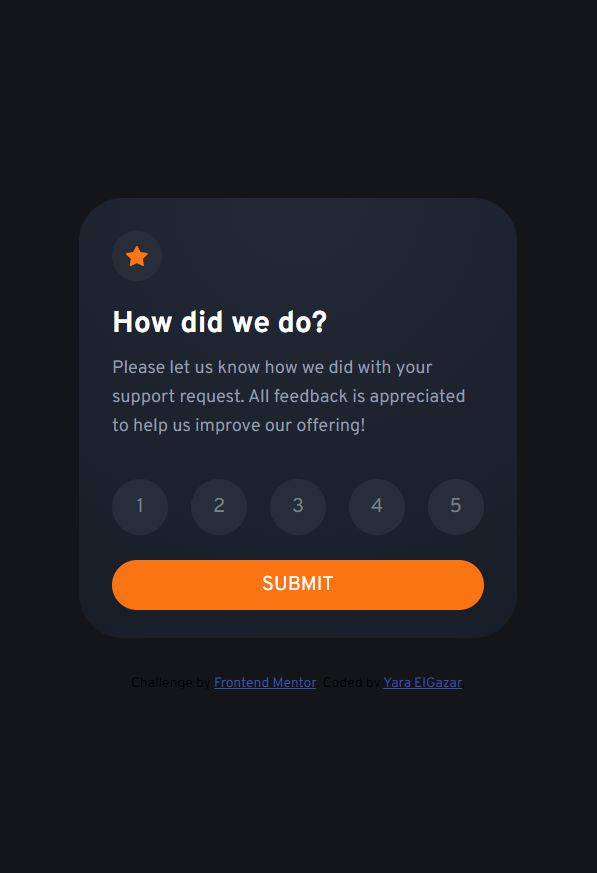 How did we do?
Please let us know how we did with your
support request. All feedback is appreciated
to help us improve our offering!
1 2 3 4 5
SUBMIT
Challenge by Frontend Mentor. Coded by Yara ElGazar.